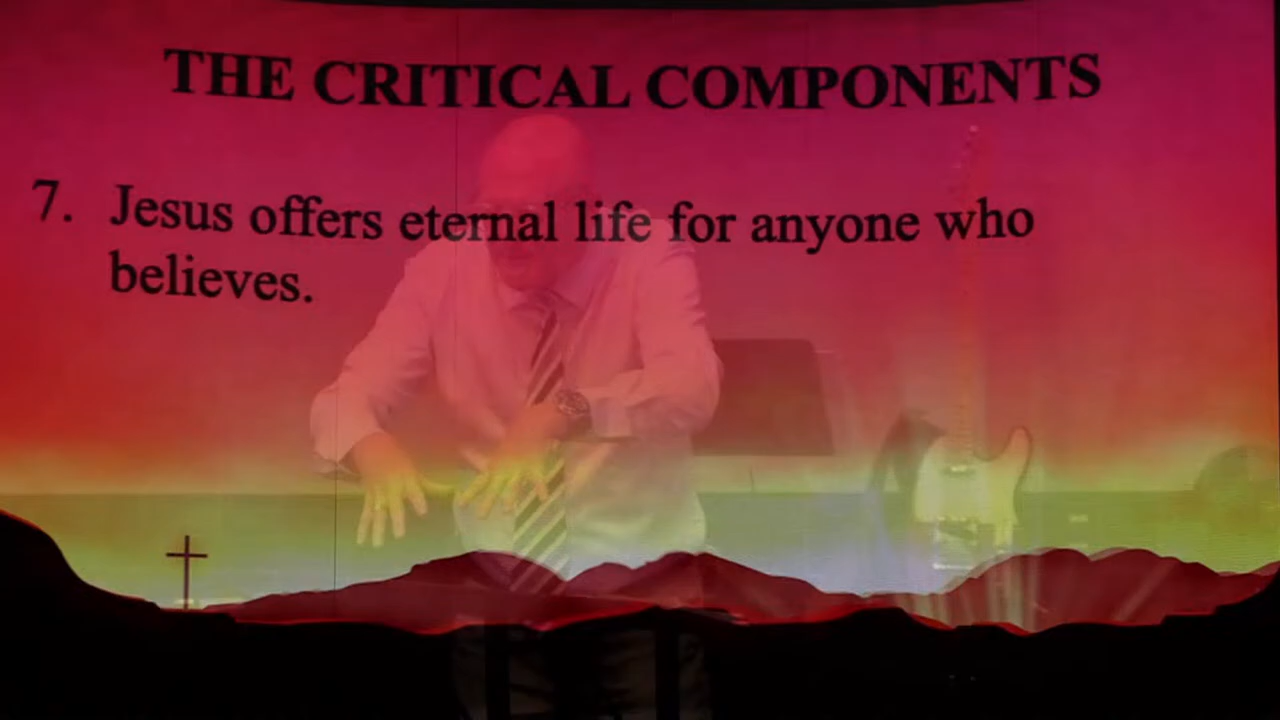 THE CRITICAL COMPONENTS
7. Jesus offers eternal life for anyone who
believes.